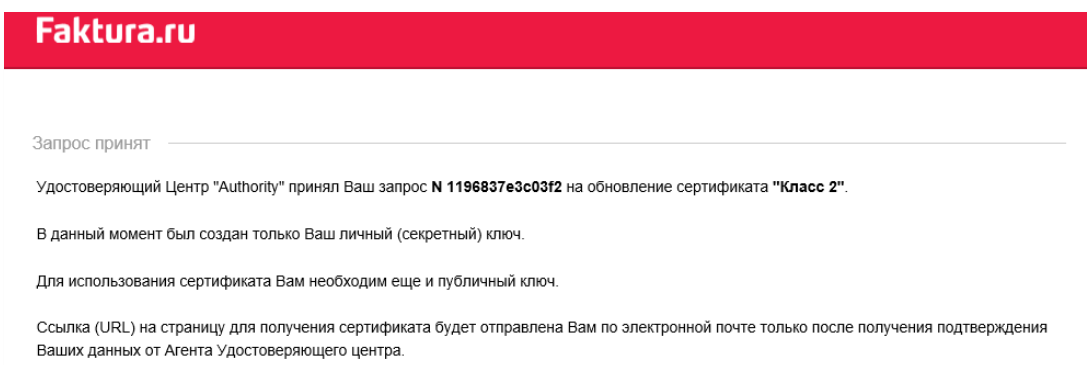 Faktura.ru
Запрос принят
Удостоверяющий Центр "Authority" принял Ваш запрос N 1196837e3c03f2 на обновление сертификата "Класс 2".
В данный момент был создан только Ваш личный (секретный) ключ.
Для использования сертификата Вам необходим еще и публичный ключ.
Ссылка (URL) на страницу для получения сертификата будет отправлена Вам по электронной почте только после получения подтверждения
Ваших данных от Агента Удостоверяющего центра.